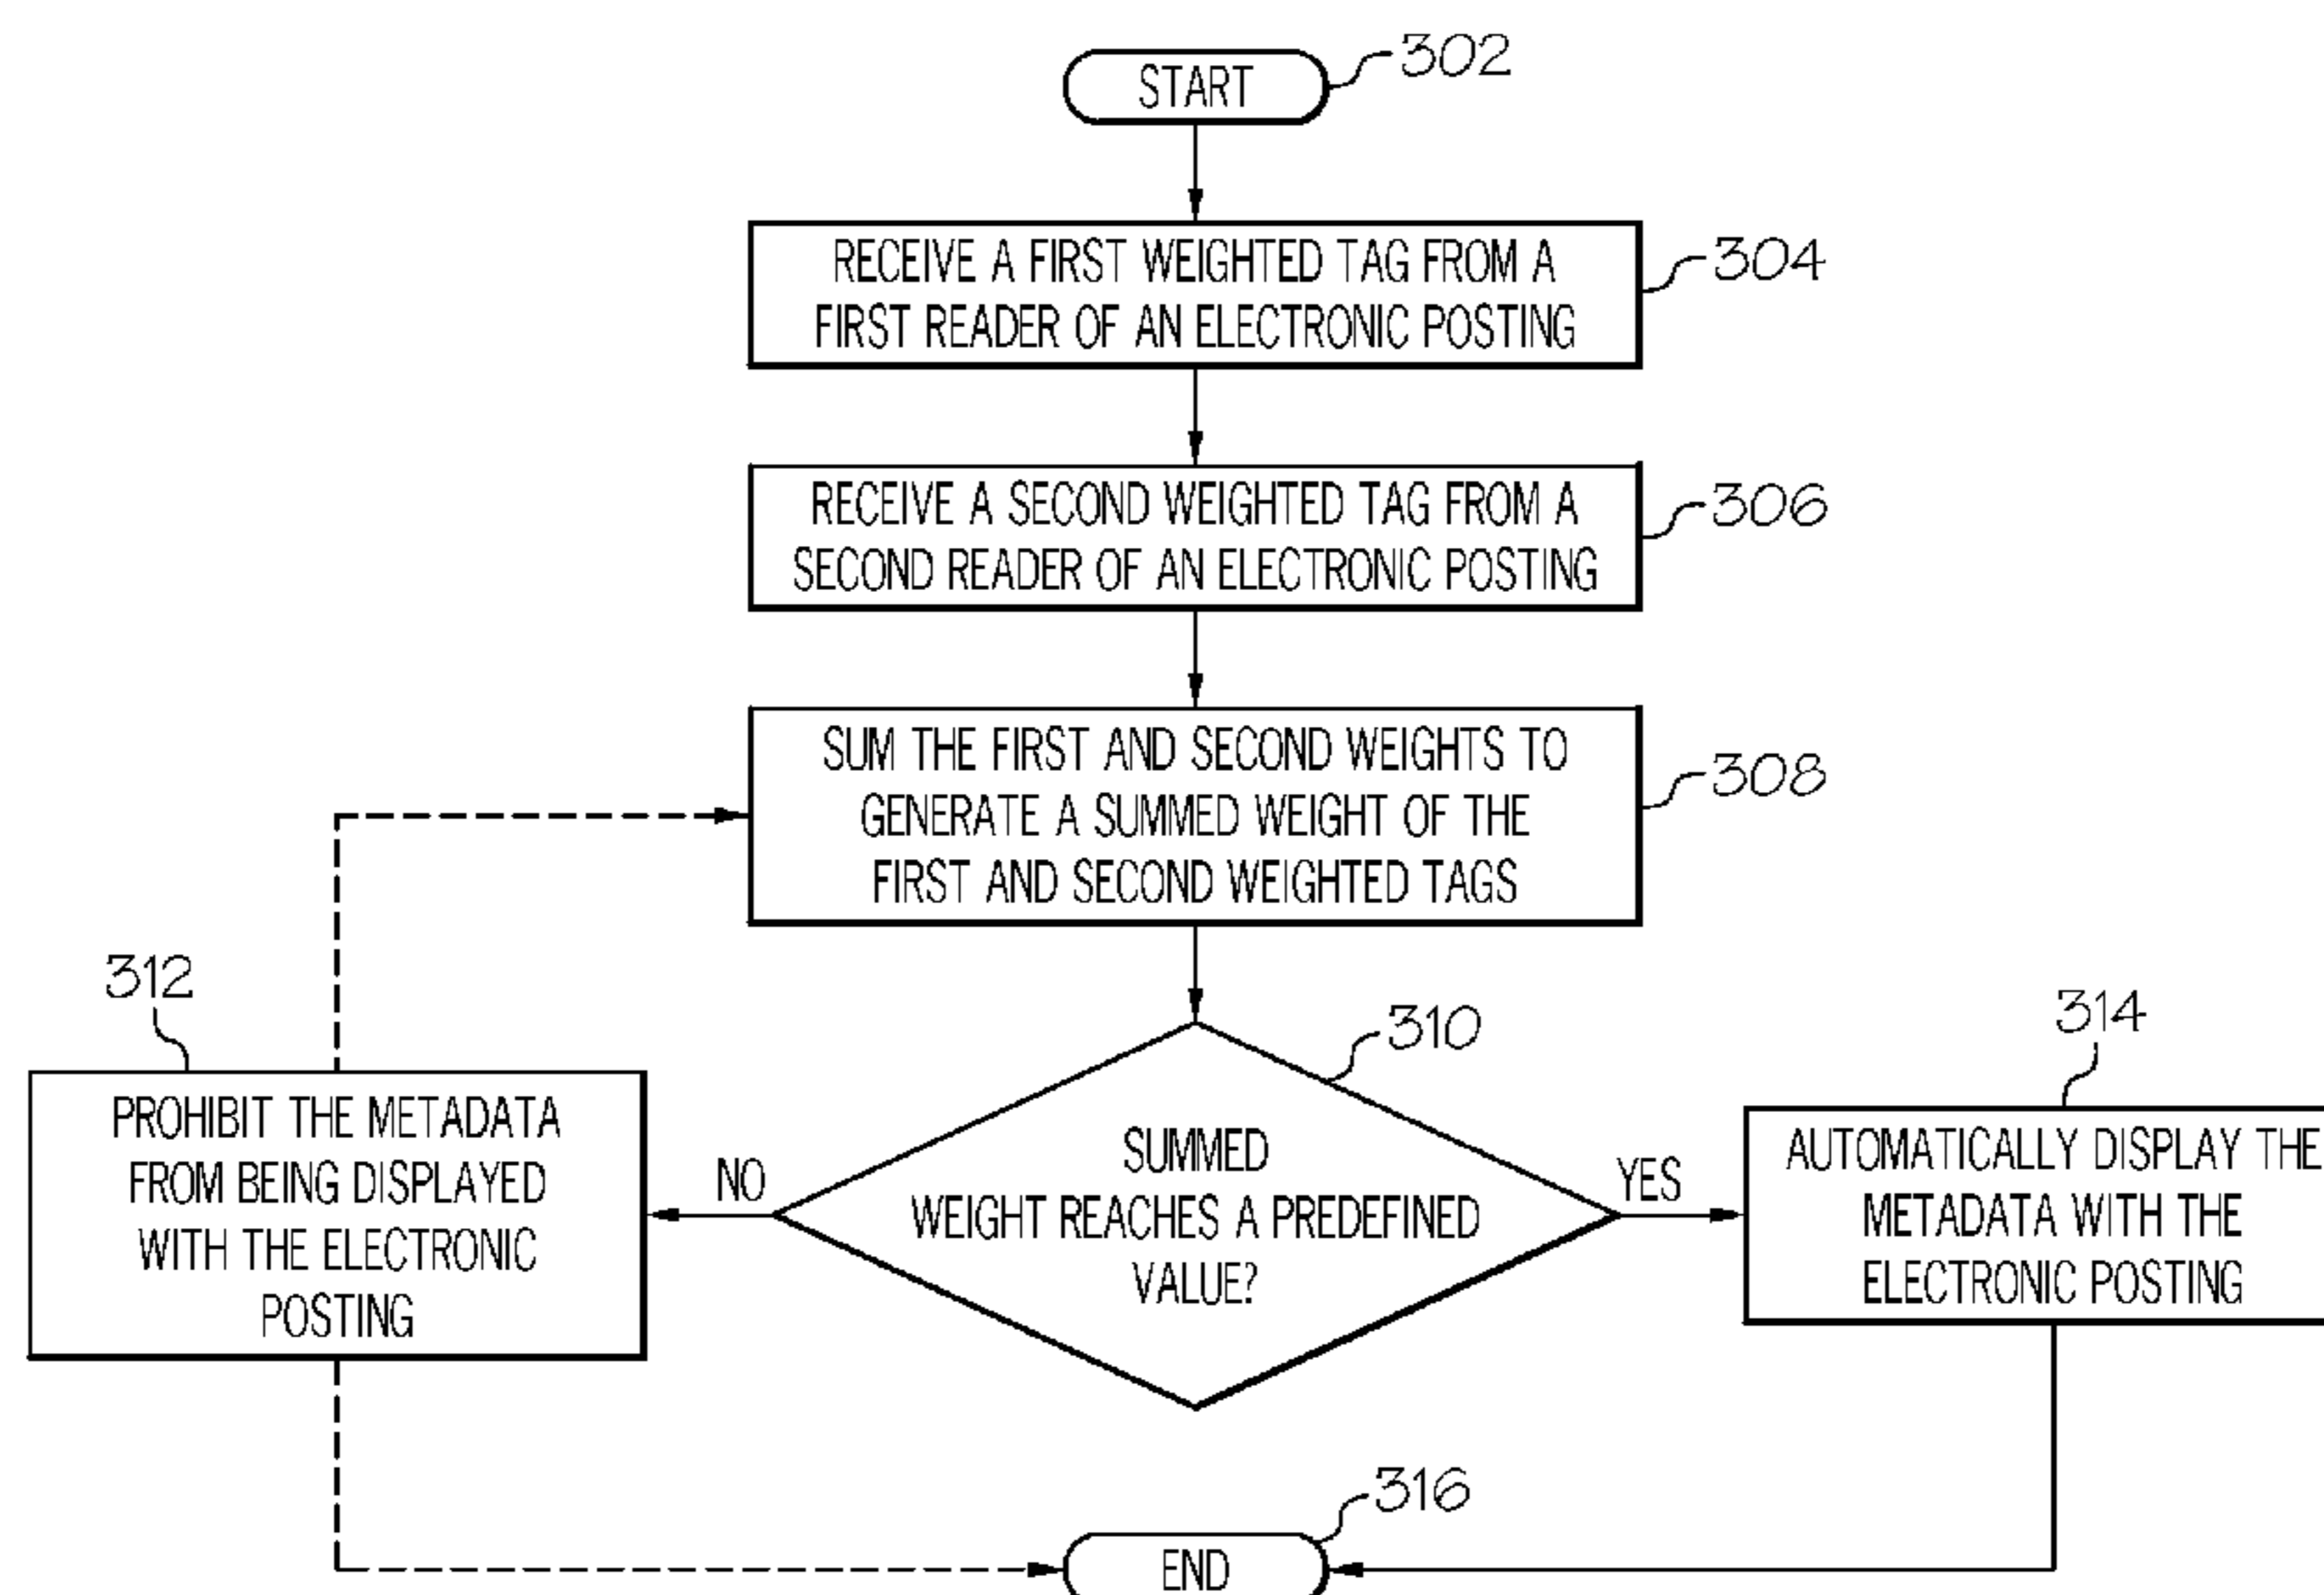 START
302
RECEIVE A FIRST WEIGHTED TAG FROM A
FIRST READER OF AN ELECTRONIC POSTING
304
RECEIVE A SECOND WEIGHTED TAG FROM A
SECOND READER OF AN ELECTRONIC POSTING
306
SUM THE FIRST AND SECOND WEIGHTS TO
GENERATE A SUMMED WEIGHT OF THE
FIRST AND SECOND WEIGHTED TAGS
308
312
PROHIBIT THE METADATA
FROM BEING DISPLAYED
WITH THE ELECTRONIC
POSTING
NO
310
SUMMED
WEIGHT REACHES A PREDEFINED
VALUE?
YES
314
AUTOMATICALLY DISPLAY THE
METADATA WITH THE
ELECTRONIC POSTING
316
END